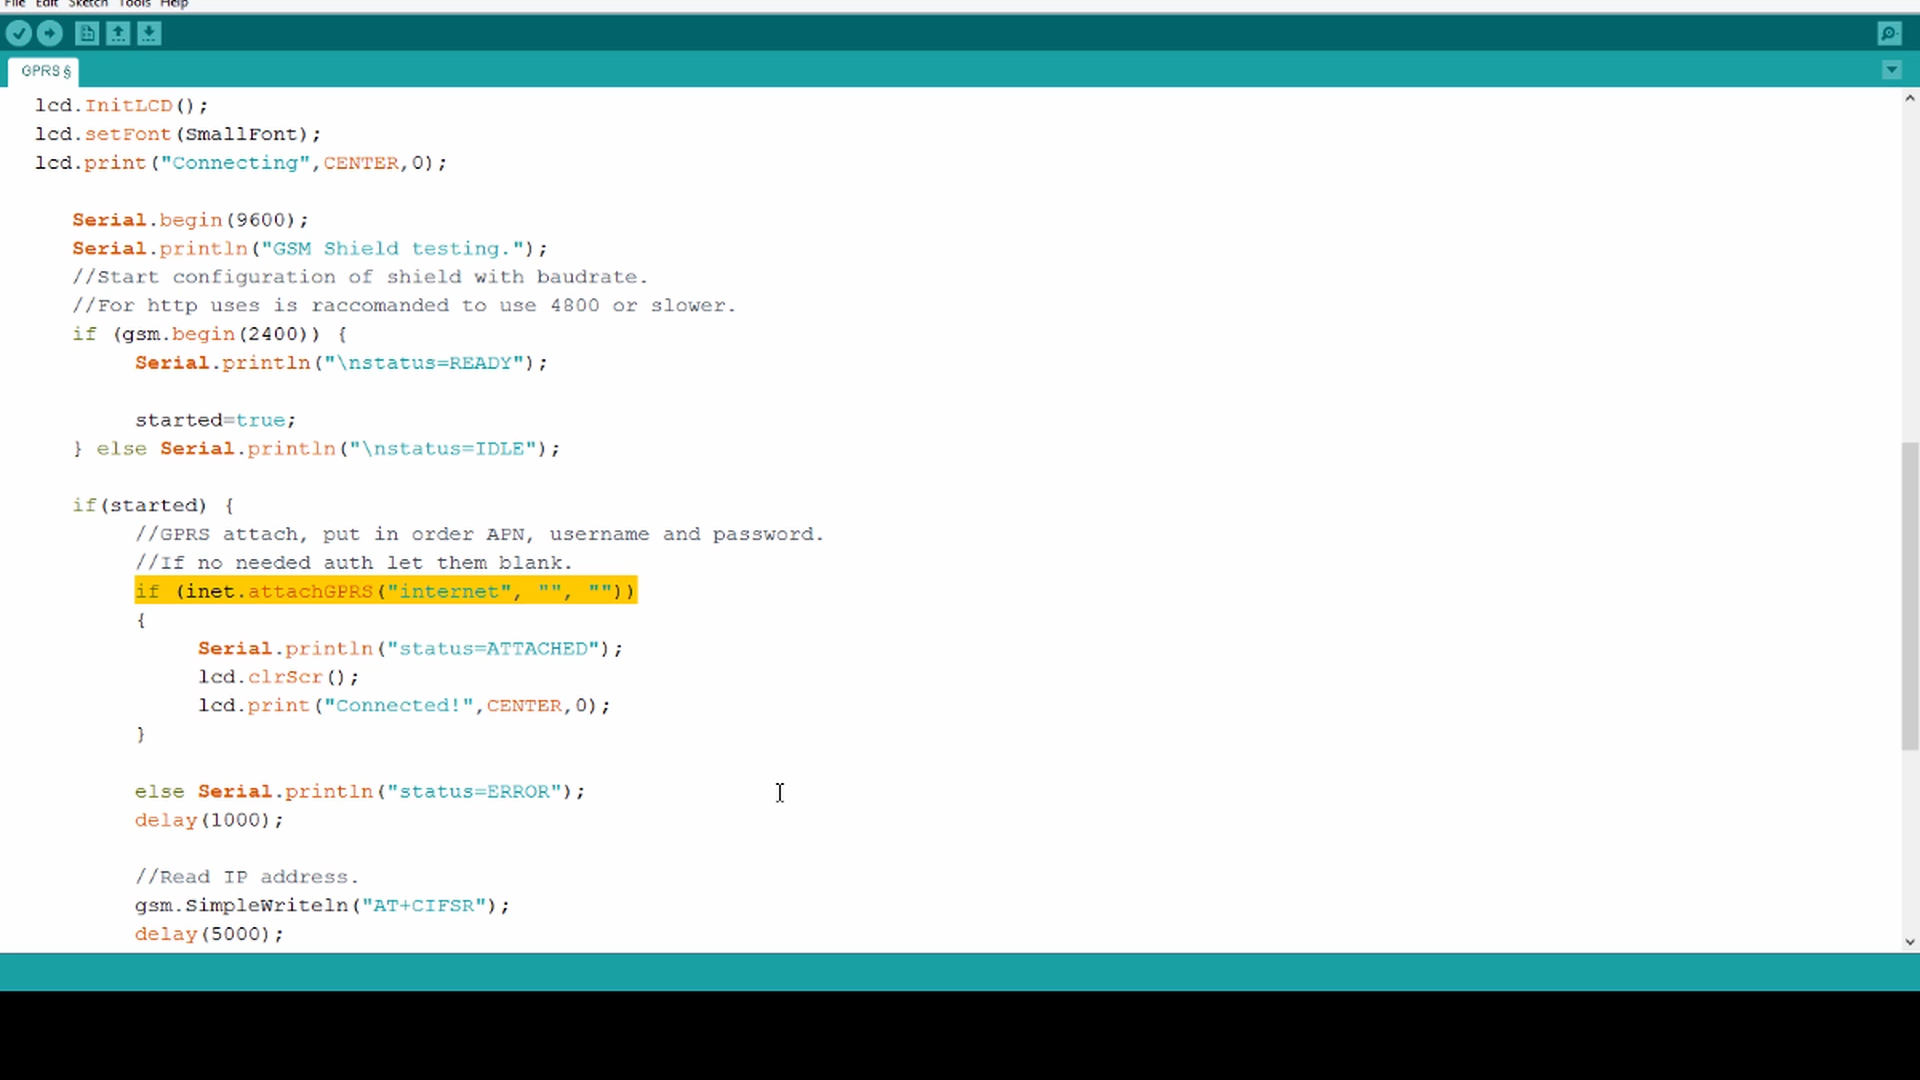 File Edit Sketch Tools Help
GPRS §
lcd.InitLCD();
lcd.setFont(SmallFont);
lcd.print("Connecting",CENTER,0);
Serial.begin(9600);
Serial.println("GSM Shield testing.");
//Start configuration of shield with baudrate.
//For http uses is raccomanded to use 4800 or slower.
if (gsm.begin(2400)) {
Serial.println("\nstatus=READY");
started=true;
} else Serial.println("\nstatus=IDLE");
if(started) {
//GPRS attach, put in order APN, username and password.
//If no needed auth let them blank.
if (inet.attachGPRS("internet", "", ""))
{
Serial.println("status=ATTACHED");
lcd.clrScr();
lcd.print("Connected!",CENTER,0);
}
else Serial.println("status=ERROR");
delay(1000);
//Read IP address.
gsm.SimpleWriteln("AT+CIFSR");
delay(5000);